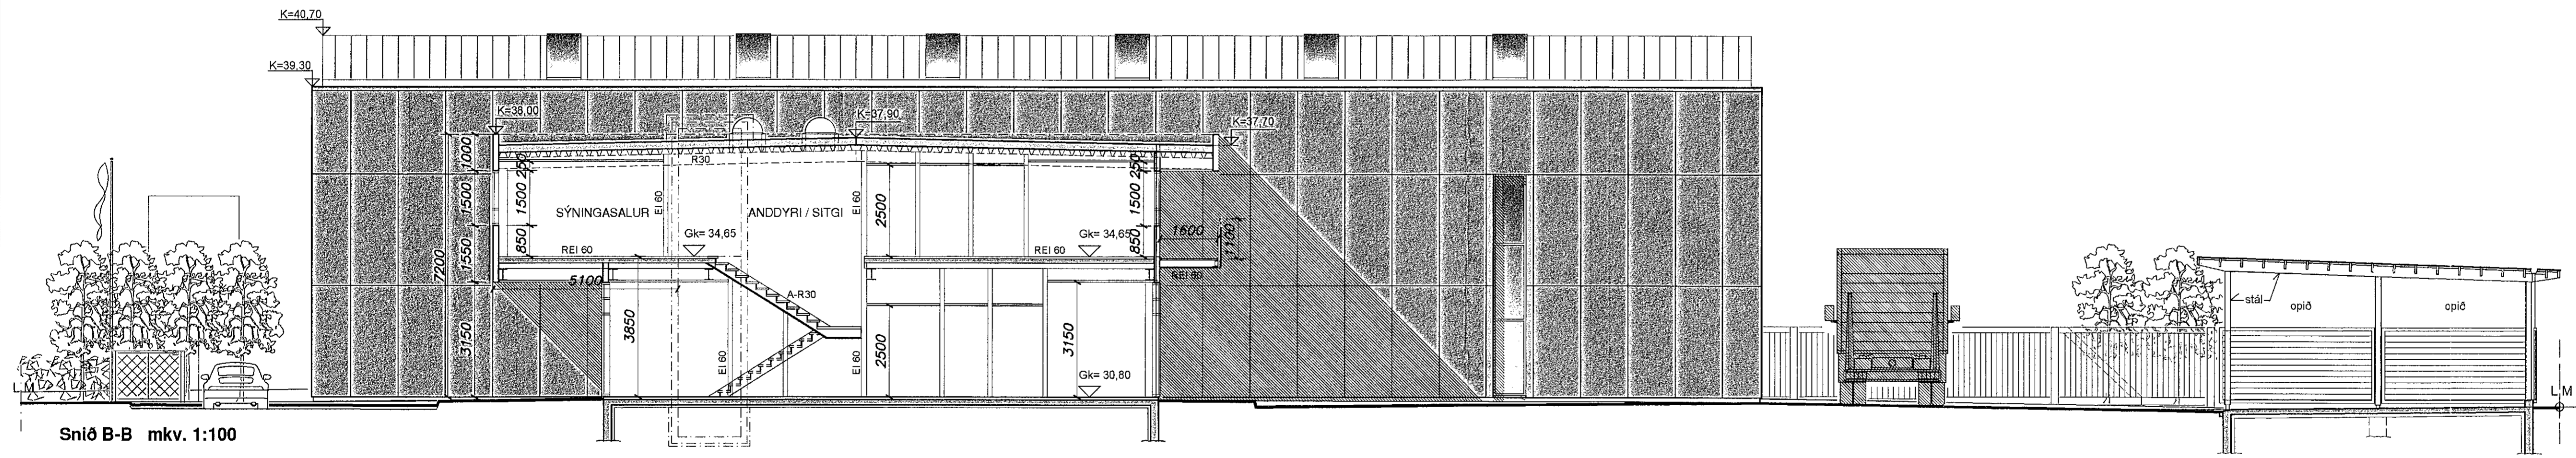 K=40,70
K=39,30
K=38,00
K=37,90
K=37,70
R30
1000
250
250
1500
1500
1500
EI 60
EI 60
2500
SÝNINGASALUR
ANDDYRI / SITGI
850
850
1550
7200
REI 60
Gk= 34,65
REI 60
Gk= 34,65
1600
1100
REI 60
5100
A-R30
3150
3850
EI 60
EI 60
2500
3150
Gk= 30,80
stál
opið
opið
L M
L M
Snið B-B mkv. 1:100